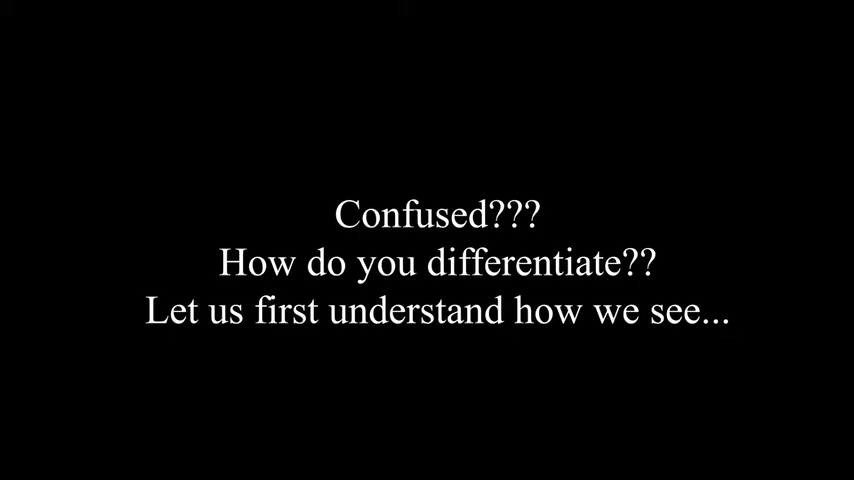 Confused???
How do you differentiate??
Let us first understand how we see...